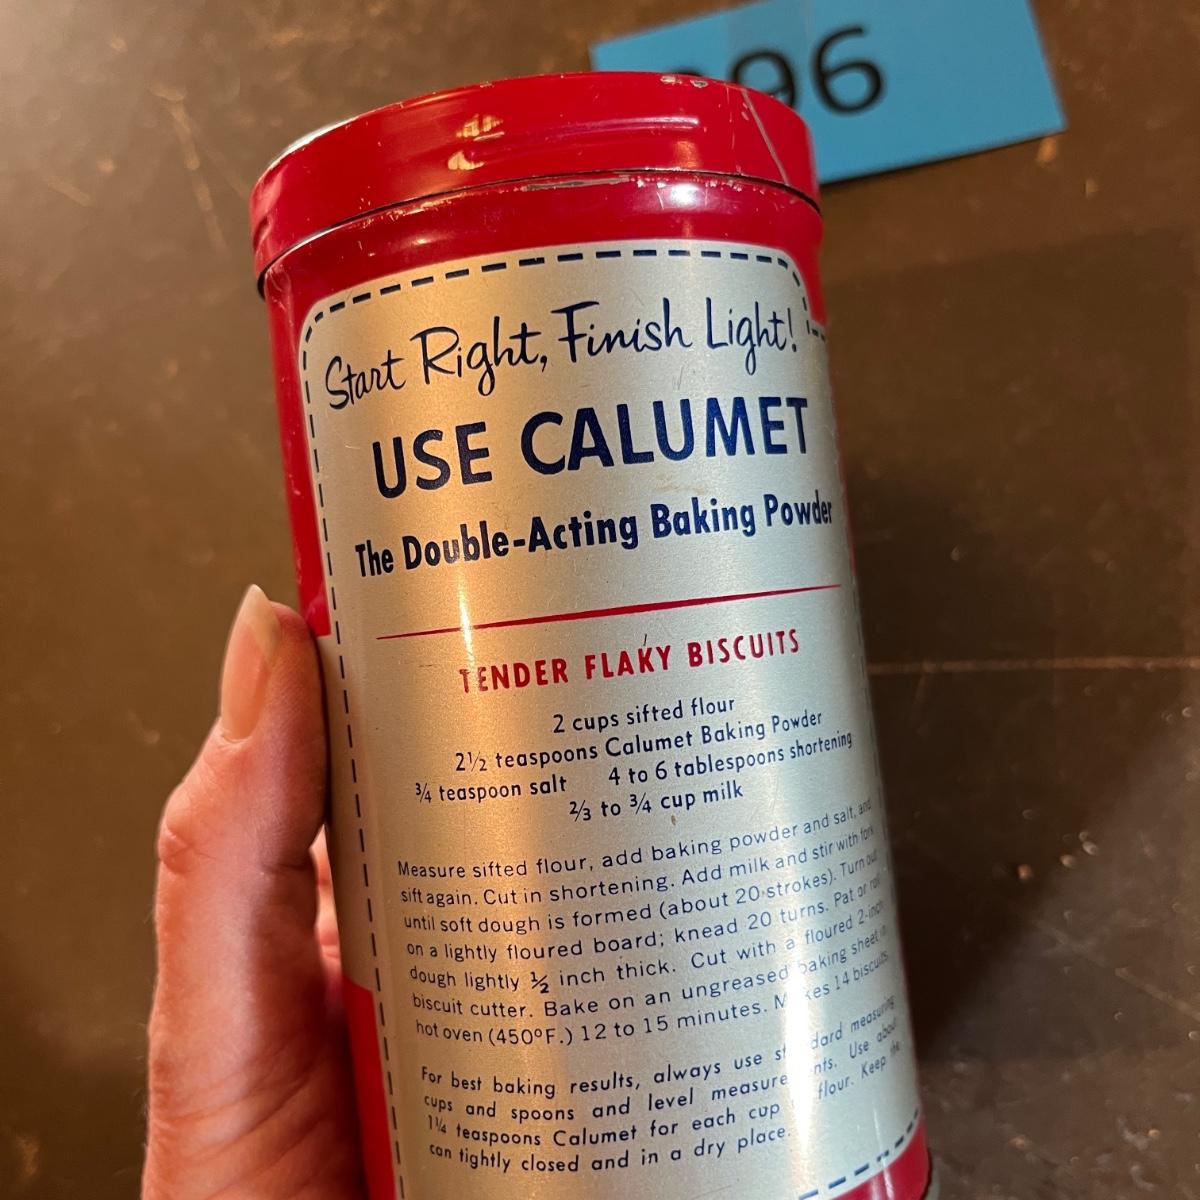 96
Start Right, Finish Light!
USE CALUMET
The Double-Acting Baking Powder
TENDER FLAKY BISCUITS
2 cups sifted flour
2½ teaspoons Calumet Baking Powder
¾ teaspoon salt 4 to 6 tablespoons shortening
⅔ to ¾ cup milk
Measure sifted flour, add baking powder and salt, and
sift again. Cut in shortening. Add milk and stir with fork
until soft dough is formed (about 20 strokes). Turn out
on a lightly floured board; knead 20 turns. Pat or roll
dough lightly ½ inch thick. Cut with a floured 2-inch
biscuit cutter. Bake on an ungreased baking sheet in
hot oven (450°F.) 12 to 15 minutes. Makes 14 biscuits.
For best baking results, always use standard measuring
cups and spoons and level measurements. Use about
1¼ teaspoons Calumet for each cup flour. Keep the
can tightly closed and in a dry place.